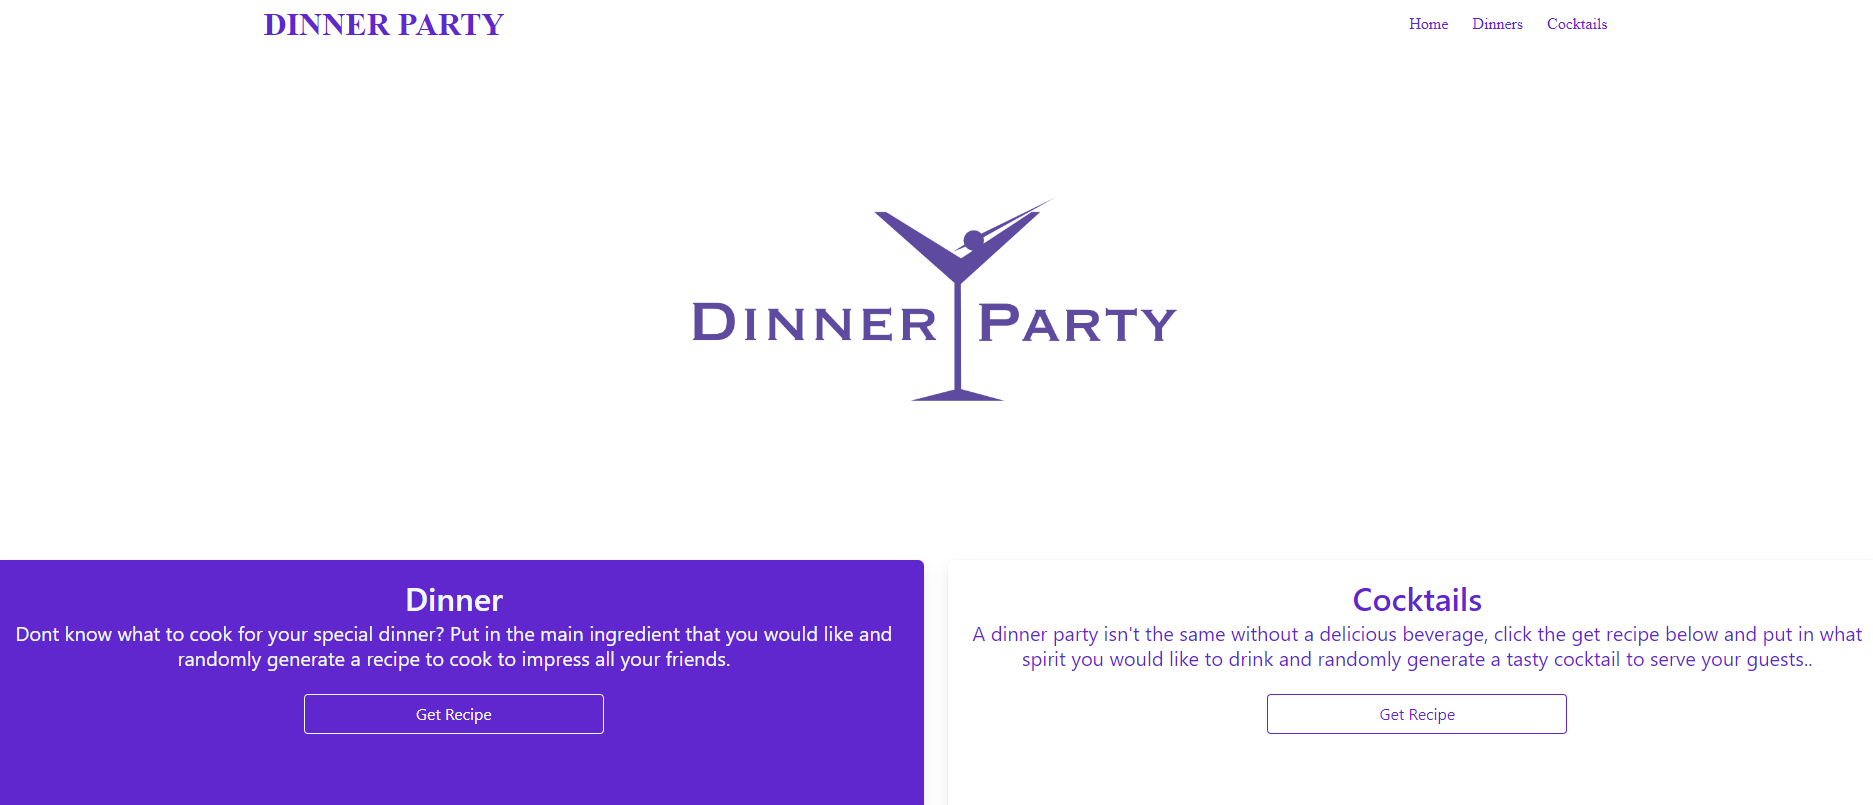 DINNER PARTY
Home Dinners Cocktails
DINNER PARTY
Dinner
Dont know what to cook for your special dinner? Put in the main ingredient that you would like and
randomly generate a recipe to cook to impress all your friends.
Get Recipe
Cocktails
A dinner party isn't the same without a delicious beverage, click the get recipe below and put in what
spirit you would like to drink and randomly generate a tasty cocktail to serve your guests..
Get Recipe